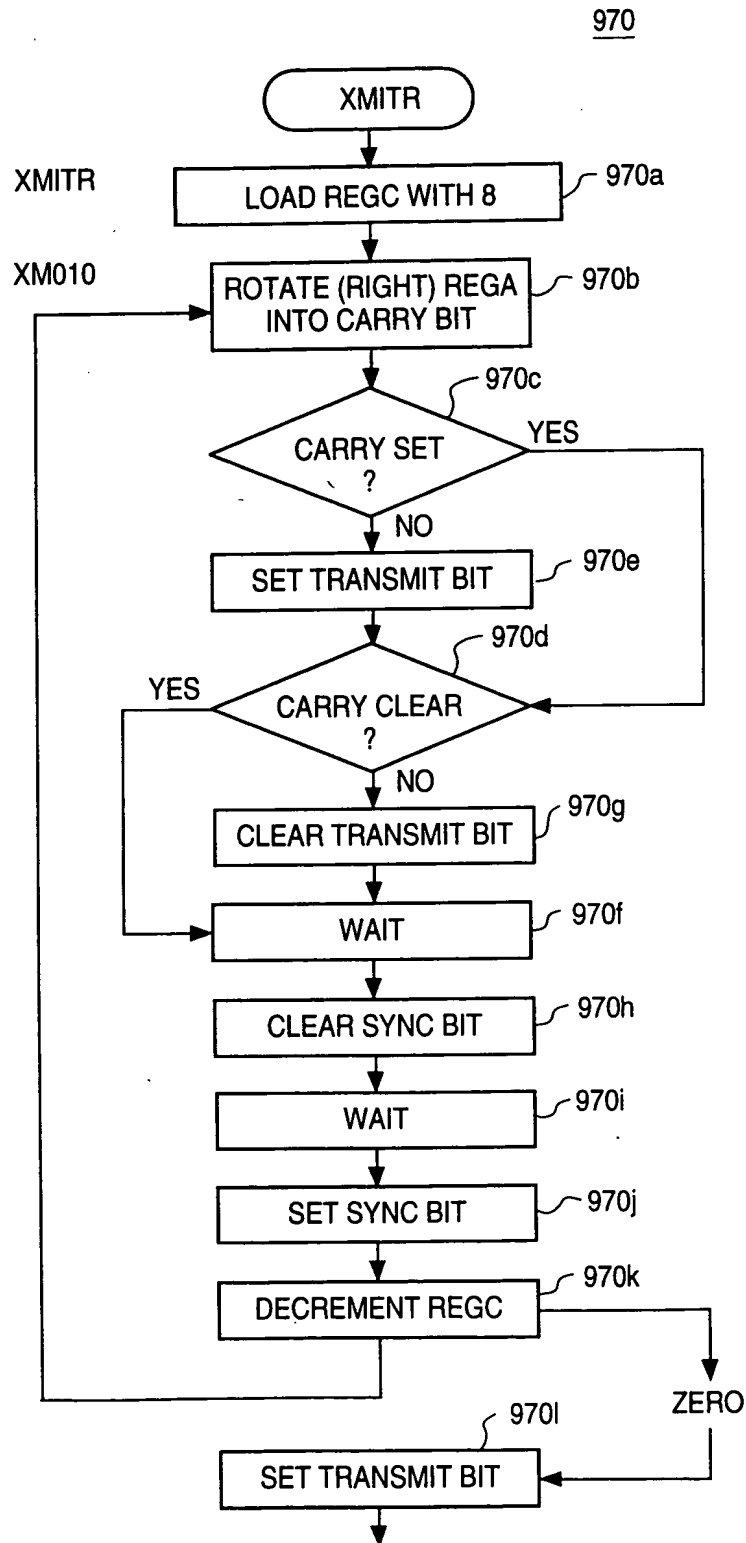 970
XMITR
XMITR
LOAD REGC WITH 8
970a
XM010
ROTATE (RIGHT) REGA
INTO CARRY BIT
970b
970c
CARRY SET
?
YES
NO
SET TRANSMIT BIT
970e
970d
YES
CARRY CLEAR
?
NO
CLEAR TRANSMIT BIT
970g
WAIT
970f
CLEAR SYNC BIT
970h
WAIT
970i
SET SYNC BIT
970j
DECREMENT REGC
970k
ZERO
970l
SET TRANSMIT BIT